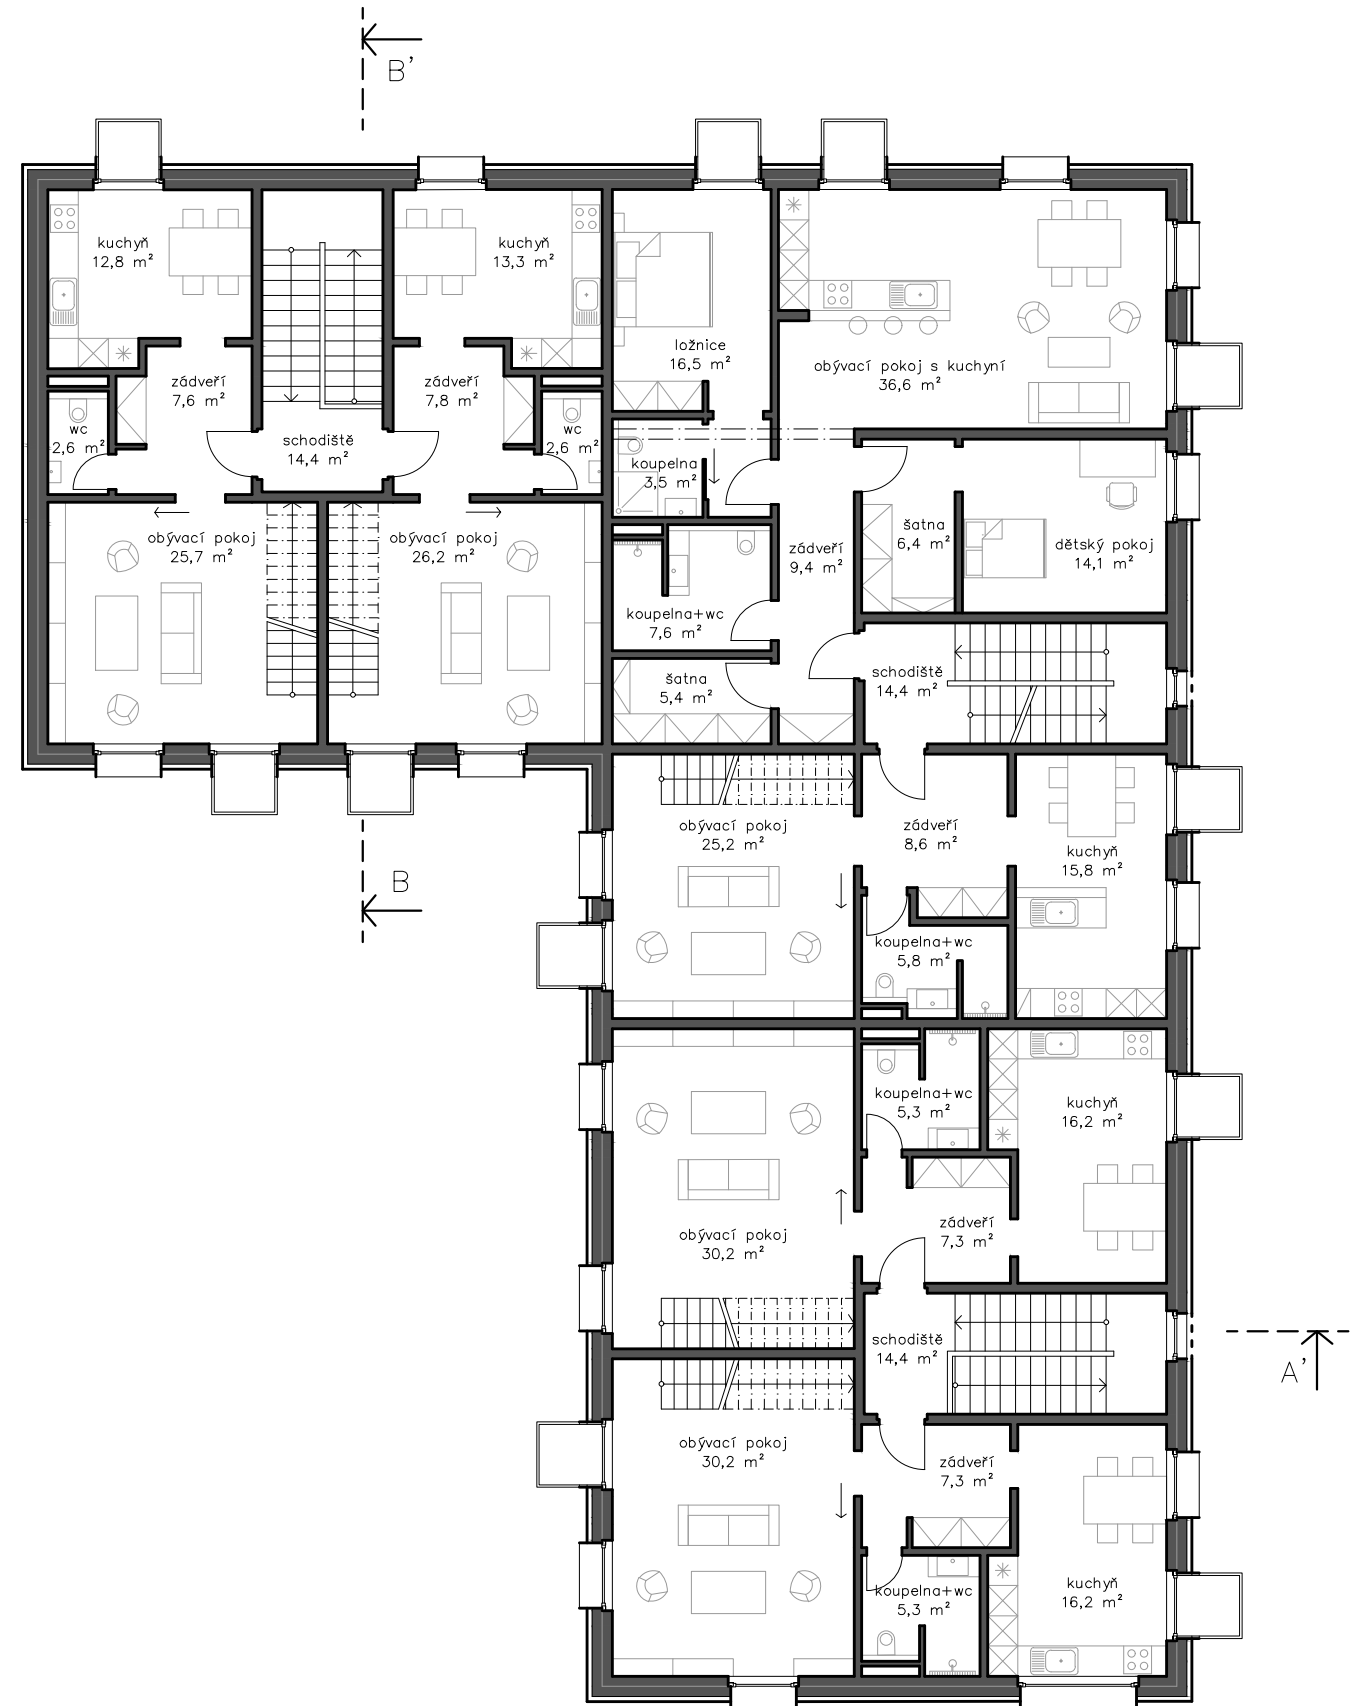 B'
kuchyň
12,8 m²
kuchyň
13,3 m²
ložnice
16,5 m²
obývací pokoj s kuchyní
36,6 m²
zádveří
7,6 m²
zádveří
7,8 m²
wc
2,6 m²
schodiště
14,4 m²
wc
2,6 m²
koupelna
3,5 m²
obývací pokoj
25,7 m²
obývací pokoj
26,2 m²
zádveří
9,4 m²
šatna
6,4 m²
dětský pokoj
14,1 m²
koupelna+wc
7,6 m²
šatna
5,4 m²
schodiště
14,4 m²
obývací pokoj
25,2 m²
zádveří
8,6 m²
kuchyň
15,8 m²
B
koupelna+wc
5,8 m²
koupelna+wc
5,3 m²
kuchyň
16,2 m²
obývací pokoj
30,2 m²
zádveří
7,3 m²
schodiště
14,4 m²
A'
obývací pokoj
30,2 m²
zádveří
7,3 m²
koupelna+wc
5,3 m²
kuchyň
16,2 m²